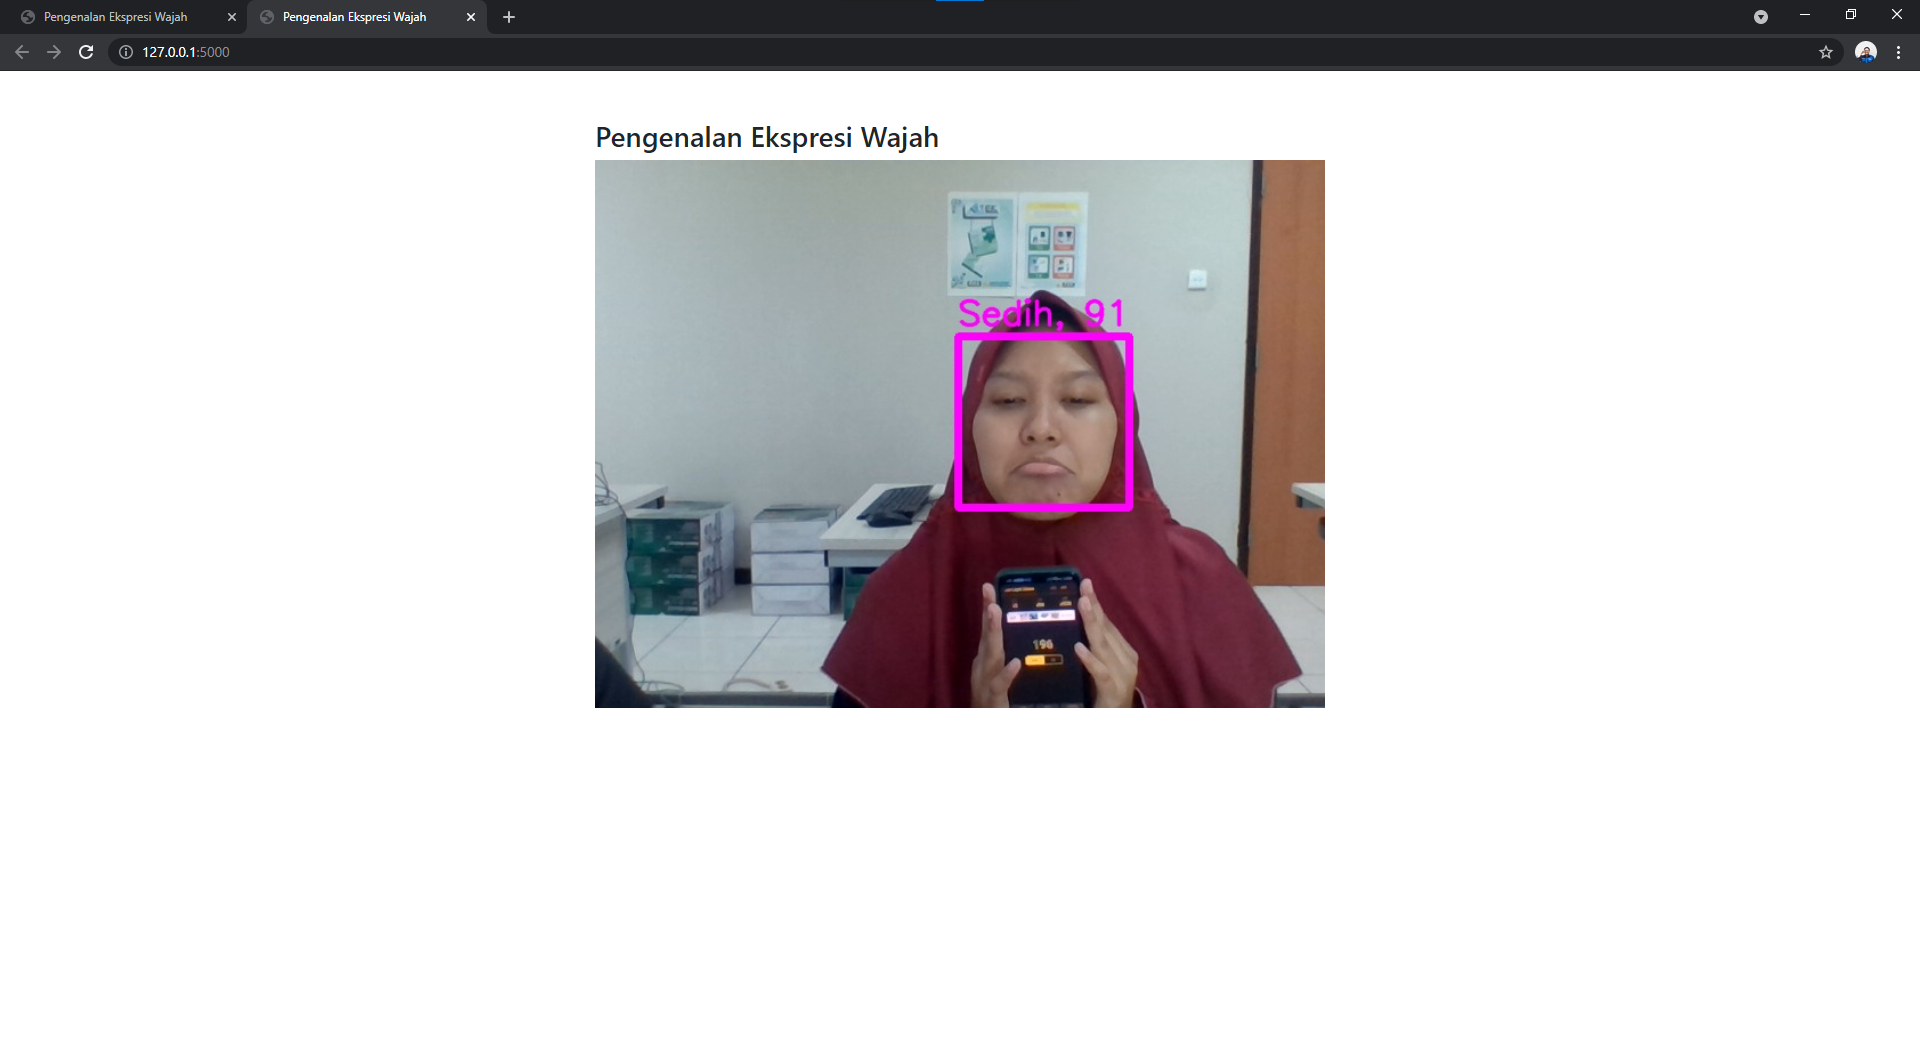 Pengenalan Ekspresi Wajah
Pengenalan Ekspresi Wajah
127.0.0.1:5000
Pengenalan Ekspresi Wajah
Sedih, 91
196